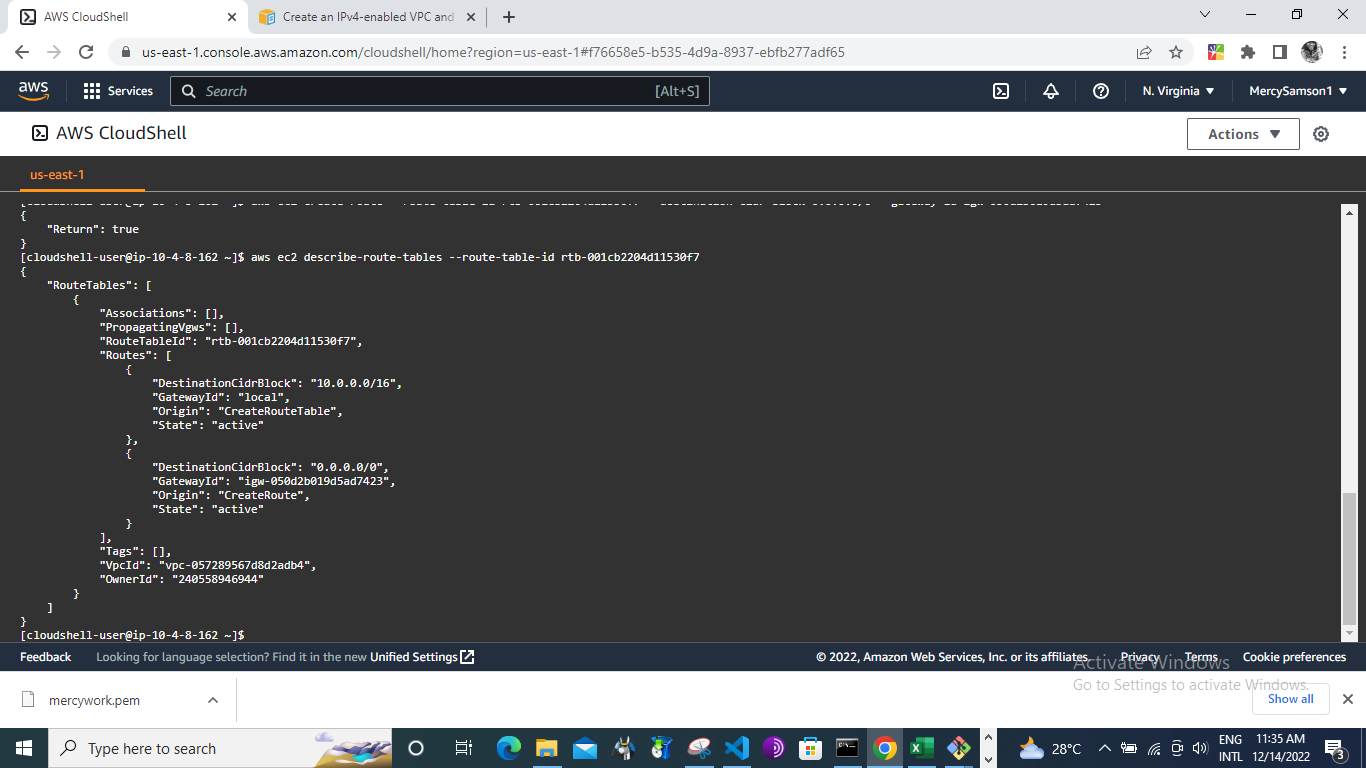 AWS CloudShell
Create an IPv4-enabled VPC and
us-east-1.console.aws.amazon.com/cloudshell/home?region=us-east-1#f76658e5-b535-4d9a-8937-ebfb277adf65
aws
Services
Search
[Alt+S]
N. Virginia
MercySamson1
AWS CloudShell
Actions
us-east-1
{
    "Return": true
}
[cloudshell-user@ip-10-4-8-162 ~]$ aws ec2 describe-route-tables --route-table-id rtb-001cb2204d11530f7
{
    "RouteTables": [
        {
            "Associations": [],
            "PropagatingVgws": [],
            "RouteTableId": "rtb-001cb2204d11530f7",
            "Routes": [
                {
                    "DestinationCidrBlock": "10.0.0.0/16",
                    "GatewayId": "local",
                    "Origin": "CreateRouteTable",
                    "State": "active"
                },
                {
                    "DestinationCidrBlock": "0.0.0.0/0",
                    "GatewayId": "igw-050d2b019d5ad7423",
                    "Origin": "CreateRoute",
                    "State": "active"
                }
            ],
            "Tags": [],
            "VpcId": "vpc-057289567d8d2adb4",
            "OwnerId": "240558946944"
        }
    ]
}
[cloudshell-user@ip-10-4-8-162 ~]$
Feedback
Looking for language selection? Find it in the new Unified Settings
© 2022, Amazon Web Services, Inc. or its affiliates.
Privacy
Terms
Cookie preferences
Activate Windows
Go to Settings to activate Windows.
mercywork.pem
Show all
Type here to search
28°C
ENG
INTL
11:35 AM
12/14/2022
3